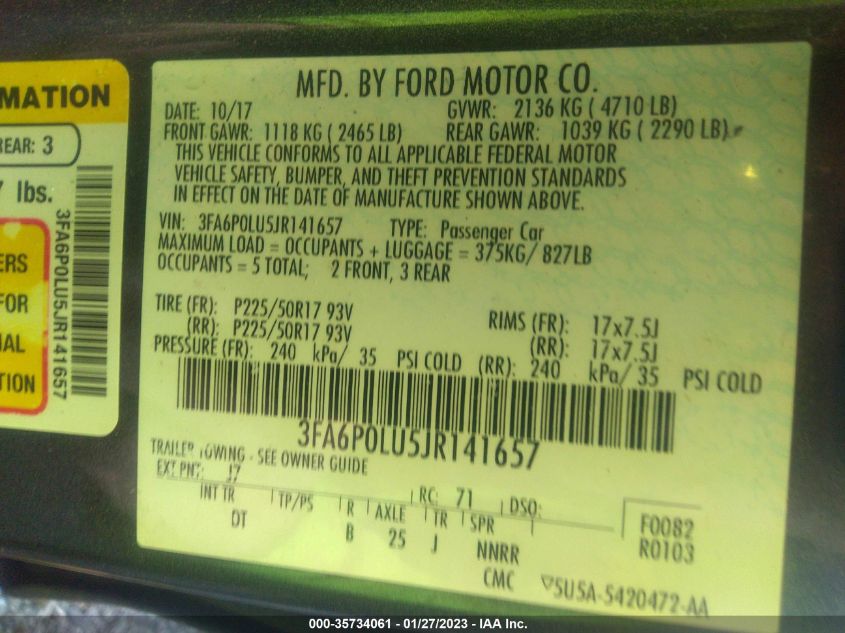 MATION
REAR: 3
lbs.
3FA6P0LU5JR141657
ERS
FOR
IAL
TION
MFD. BY FORD MOTOR CO.
DATE: 10/17 GVWR: 2136 KG ( 4710 LB)
FRONT GAWR: 1118 KG ( 2465 LB) REAR GAWR: 1039 KG ( 2290 LB)
THIS VEHICLE CONFORMS TO ALL APPLICABLE FEDERAL MOTOR
VEHICLE SAFETY, BUMPER, AND THEFT PREVENTION STANDARDS
IN EFFECT ON THE DATE OF MANUFACTURE SHOWN ABOVE.
VIN: 3FA6P0LU5JR141657 TYPE: Passenger Car
MAXIMUM LOAD = OCCUPANTS + LUGGAGE = 375KG/ 827LB
OCCUPANTS = 5 TOTAL; 2 FRONT, 3 REAR
TIRE (FR): P225/50R17 93V RIMS (FR): 17x7.5J
(RR): P225/50R17 93V (RR): 17x7.5J
PRESSURE (FR): 240 kPa/ 35 PSI COLD (RR): 240 kPa/ 35 PSI COLD
3FA6P0LU5JR141657
TRAILER TOWING - SEE OWNER GUIDE
EXT PNT: J7 RC: 71 DSO:
INT TR TP/PS R AXLE TR SPR F0082
DT B 25 J NNRR R0103
CMC ▽5U5A-5420472-AA
000-35734061 - 01/27/2023 - IAA Inc.